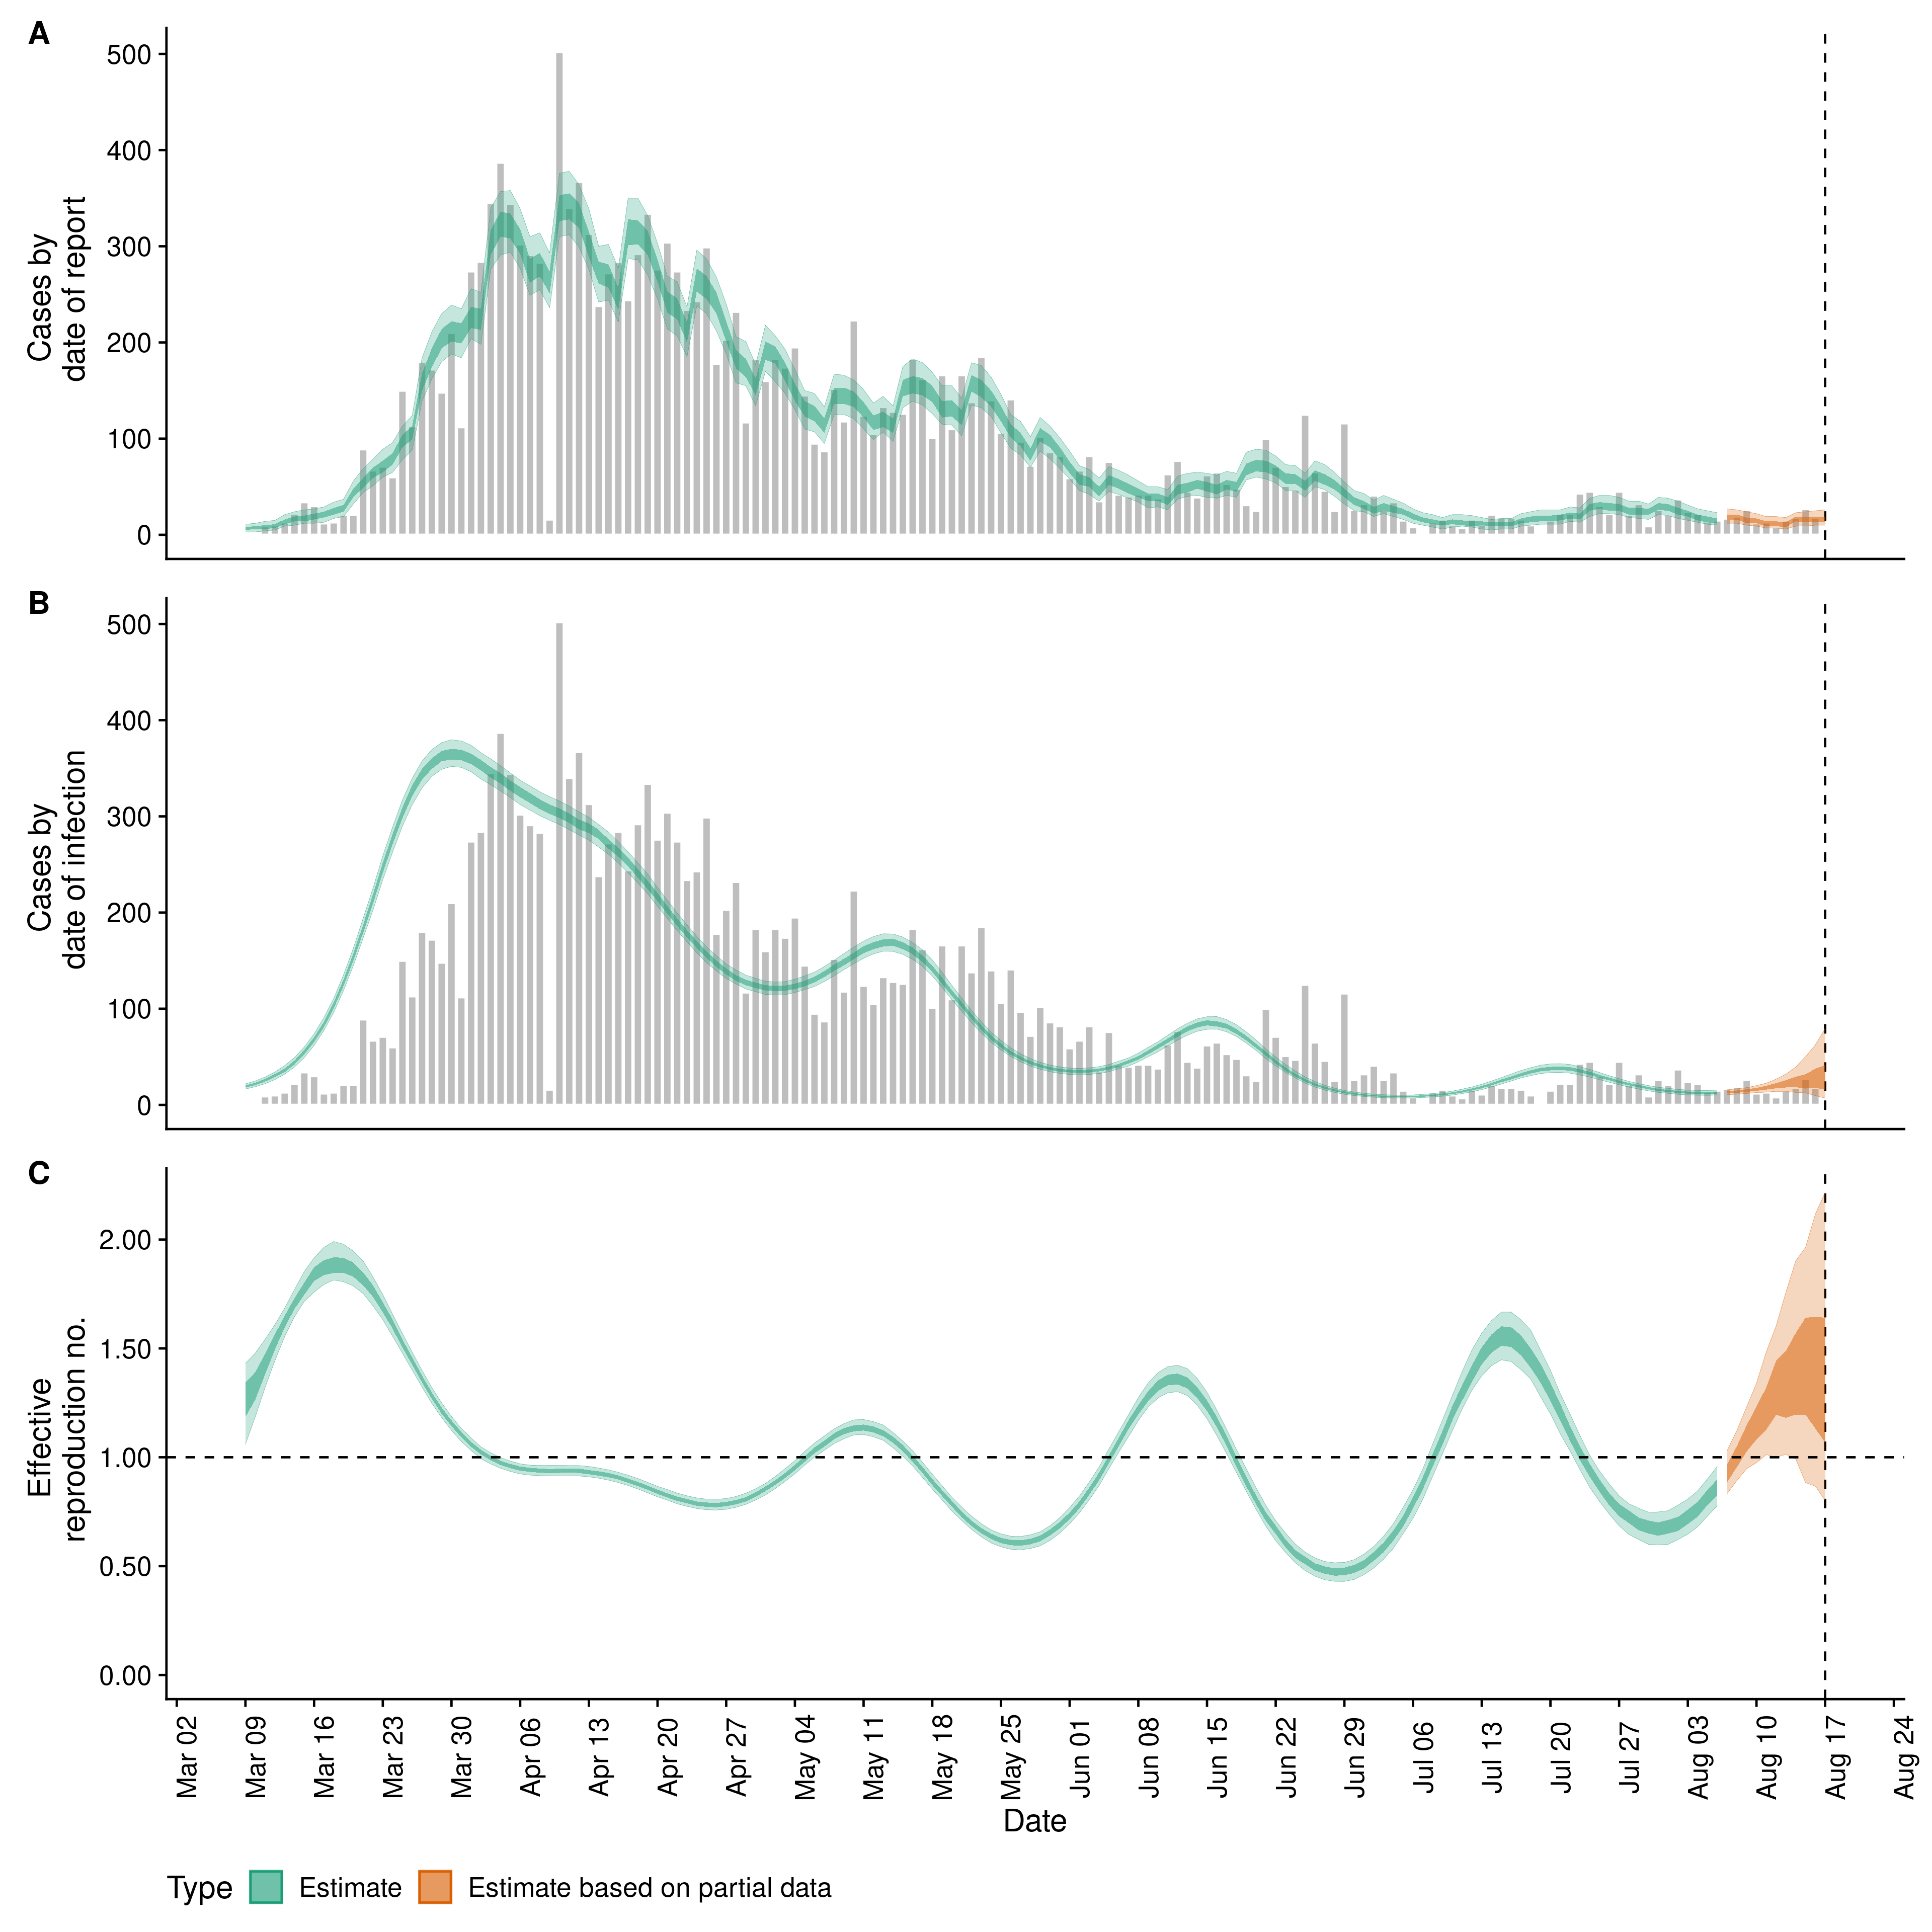 A
500
400
300
200
100
0
Cases by
date of report
B
500
400
300
200
100
0
Cases by
date of infection
C
2.00
1.50
1.00
0.50
0.00
Effective
reproduction no.
Mar 02
Mar 09
Mar 16
Mar 23
Mar 30
Apr 06
Apr 13
Apr 20
Apr 27
May 04
May 11
May 18
May 25
Jun 01
Jun 08
Jun 15
Jun 22
Jun 29
Jul 06
Jul 13
Jul 20
Jul 27
Aug 03
Aug 10
Aug 17
Aug 24
Date
Type Estimate Estimate based on partial data